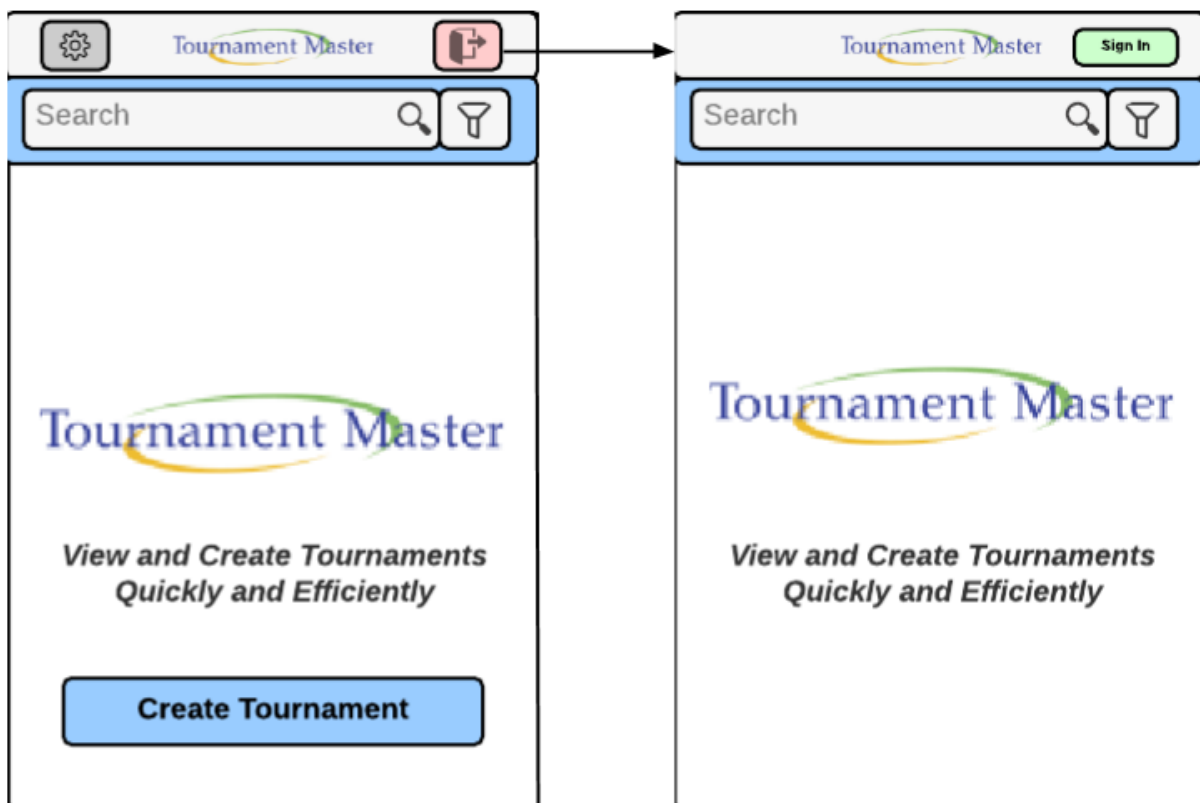 Tournament Master
Search
Tournament Master
View and Create Tournaments
Quickly and Efficiently
Create Tournament
Tournament Master
Sign In
Search
Tournament Master
View and Create Tournaments
Quickly and Efficiently